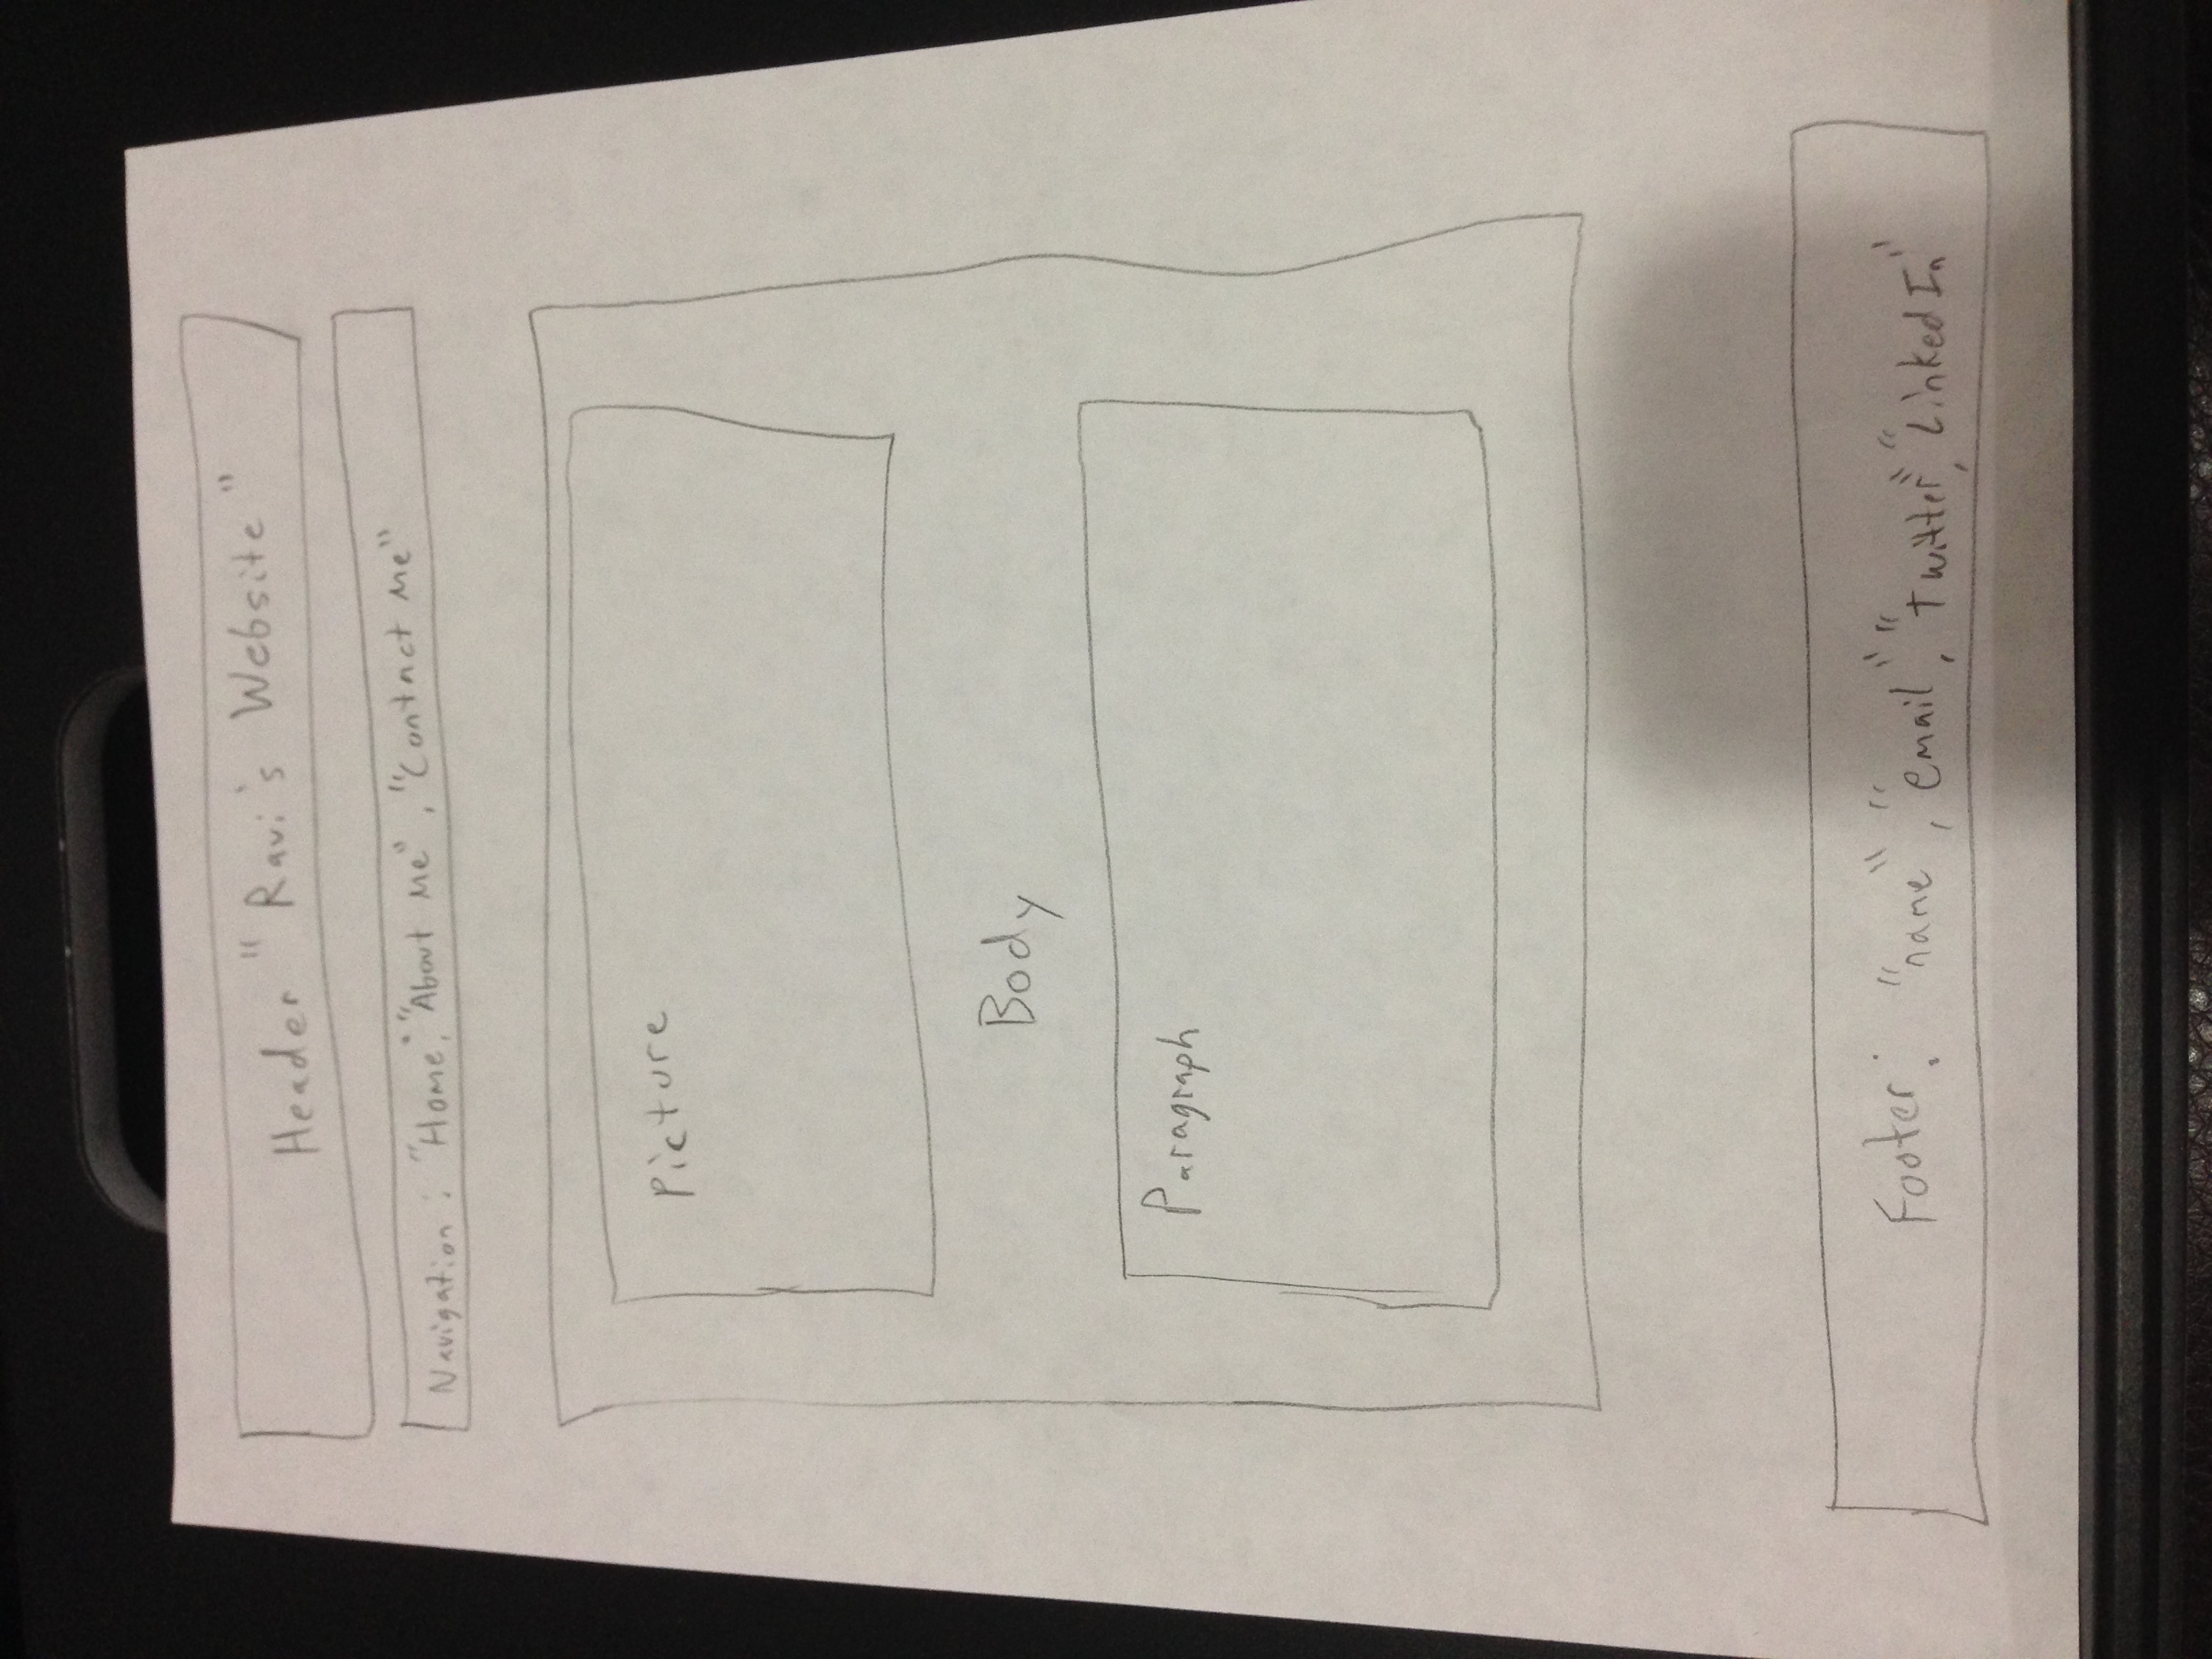 Header "Ravi's Website"
Navigation: "Home", "About Me", "Contact Me"
Picture
Body
Paragraph
Footer: "name", "email", "Twitter", "LinkedIn"